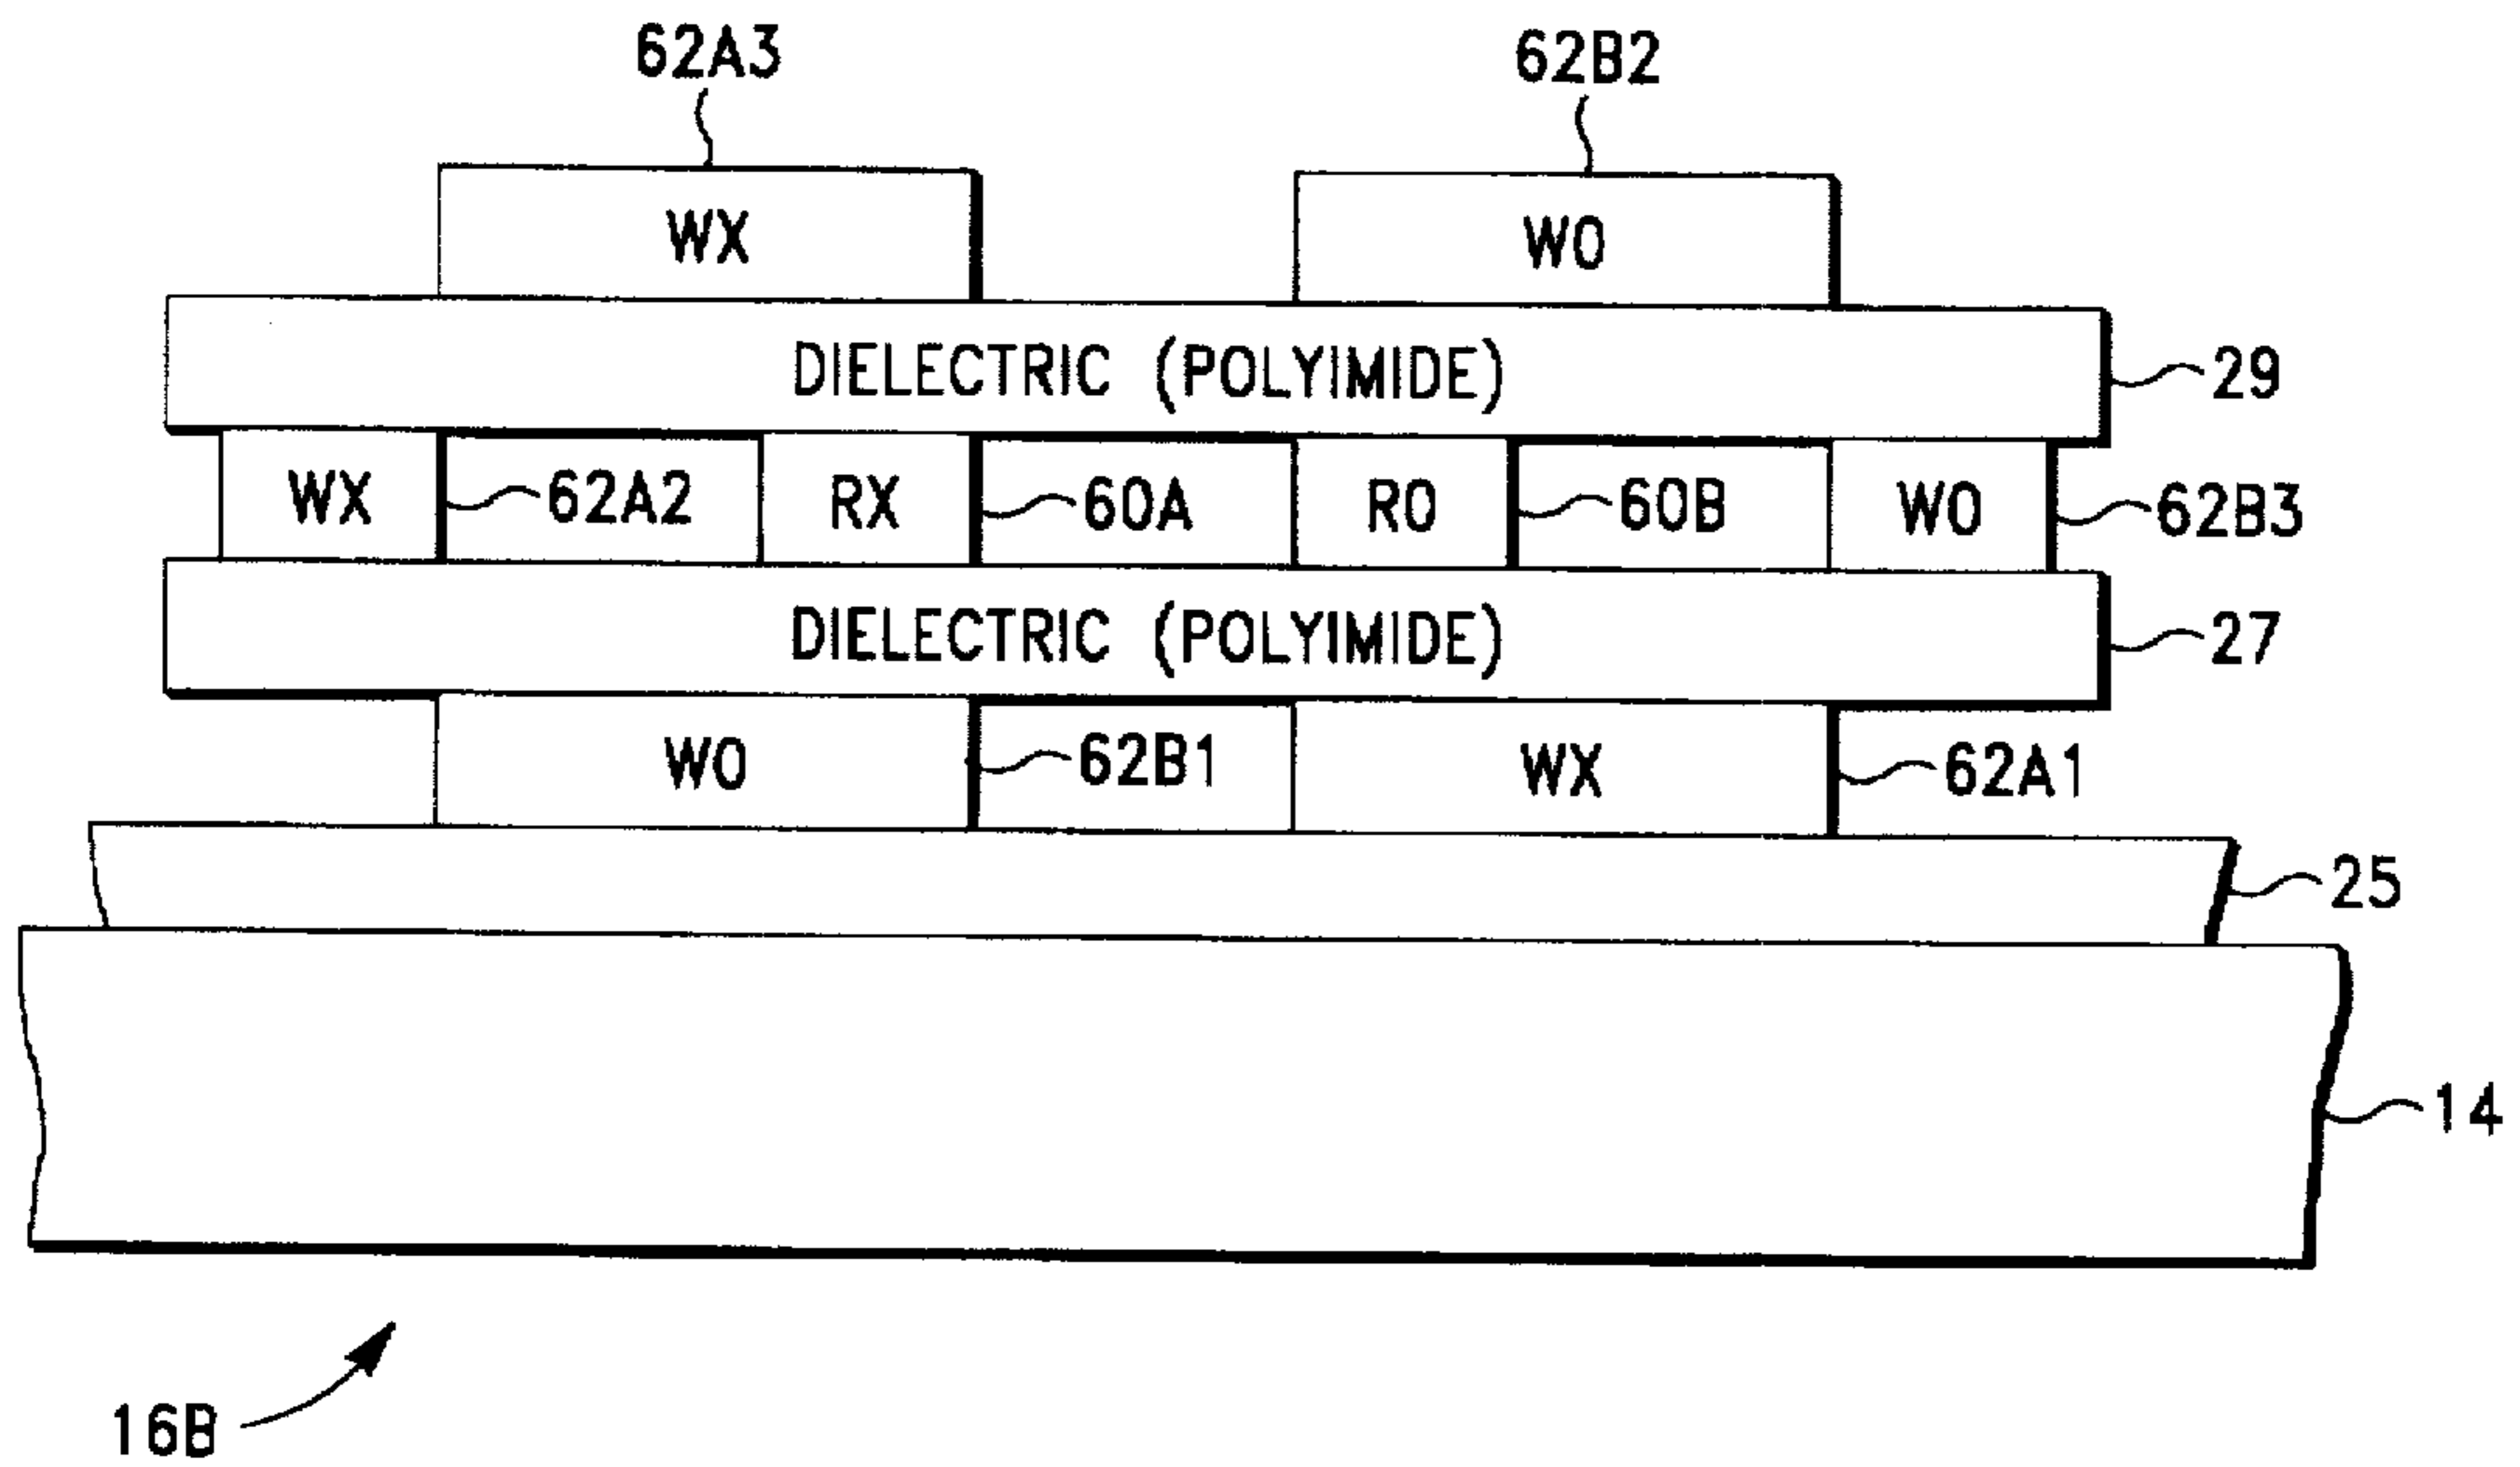 62A3 62B2
WX WO
DIELECTRIC (POLYIMIDE) 29
WX 62A2 RX 60A RO 60B WO 62B3
DIELECTRIC (POLYIMIDE) 27
WO 62B1 WX 62A1
25
14
16B